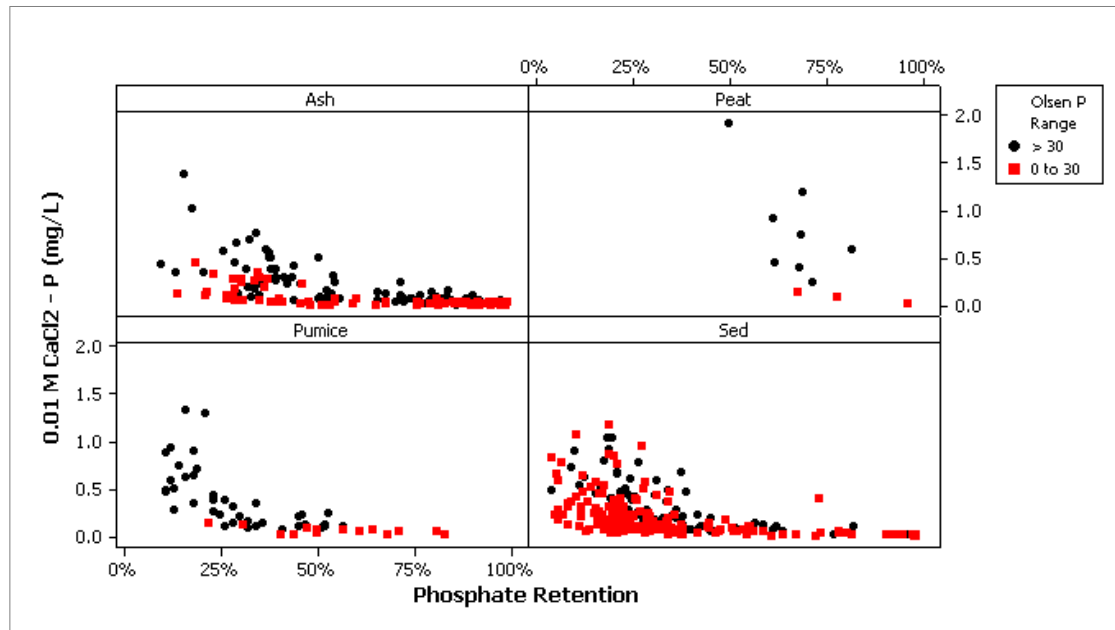 0% 25% 50% 75% 100%
Ash Peat
Olsen P
Range
> 30
0 to 30
2.0
1.5
1.0
0.5
0.0
0.01 M CaCl2 - P (mg/L)
Pumice Sed
2.0
1.5
1.0
0.5
0.0
0% 25% 50% 75% 100%
Phosphate Retention